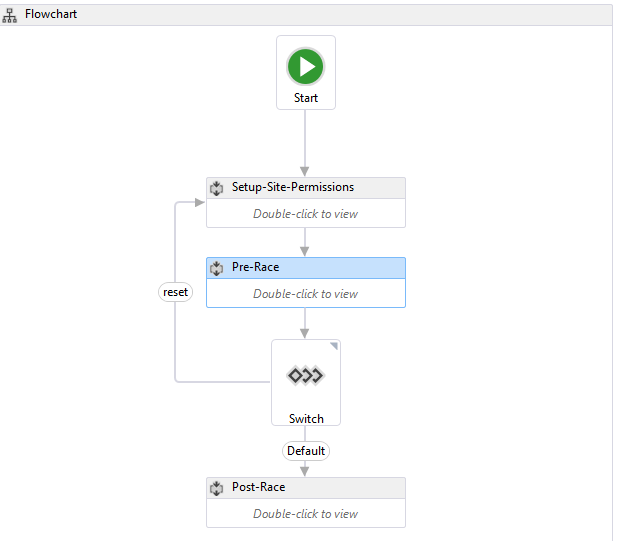 Flowchart
Start
Setup-Site-Permissions
Double-click to view
Pre-Race
Double-click to view
reset
Switch
Default
Post-Race
Double-click to view